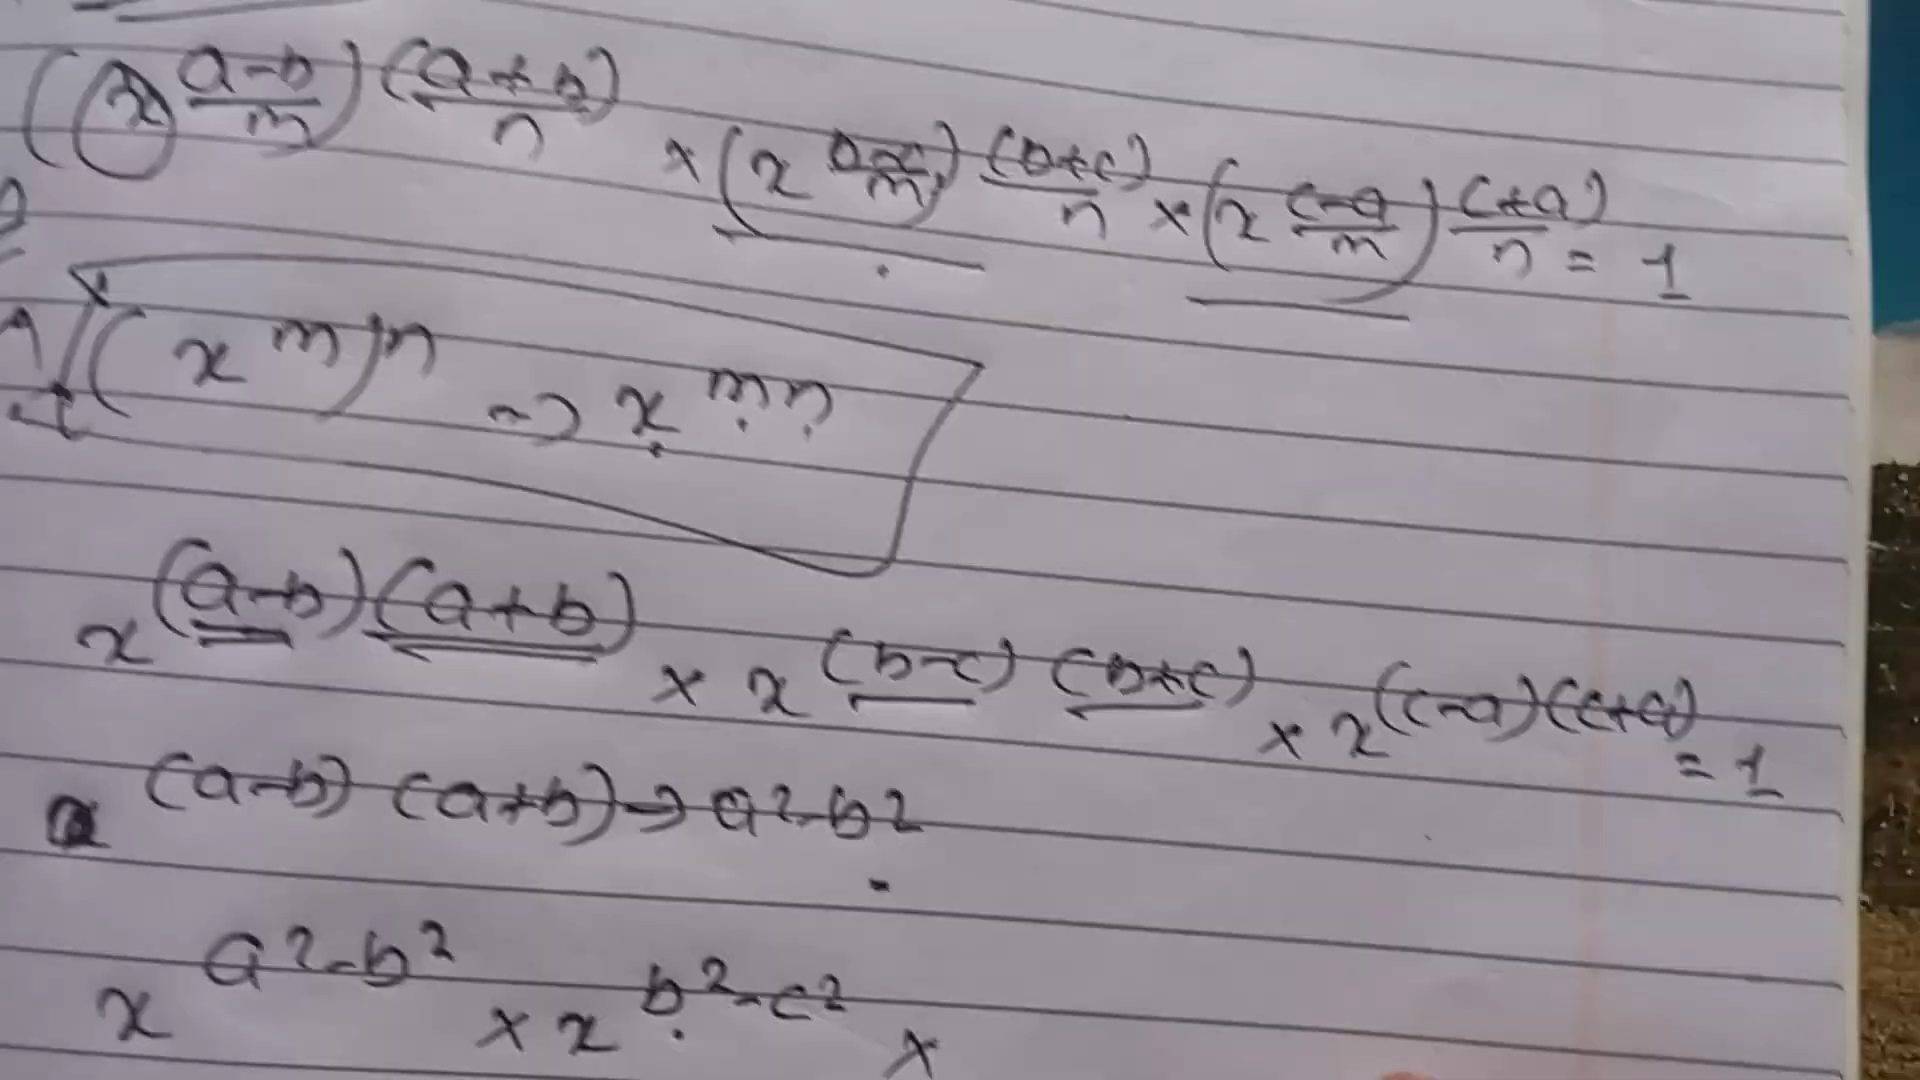 (x a-b/m) (a+b)/n × (x b-c/m) (b+c)/n × (x c-a/m) (c+a)/n = 1
(x^m)^n → x^mn
x^(a-b)(a+b) × x^(b-c)(b+c) × x^(c-a)(c+a) = 1
(a-b) (a+b) → a²-b²
x^a²-b² × x^b²-c² ×